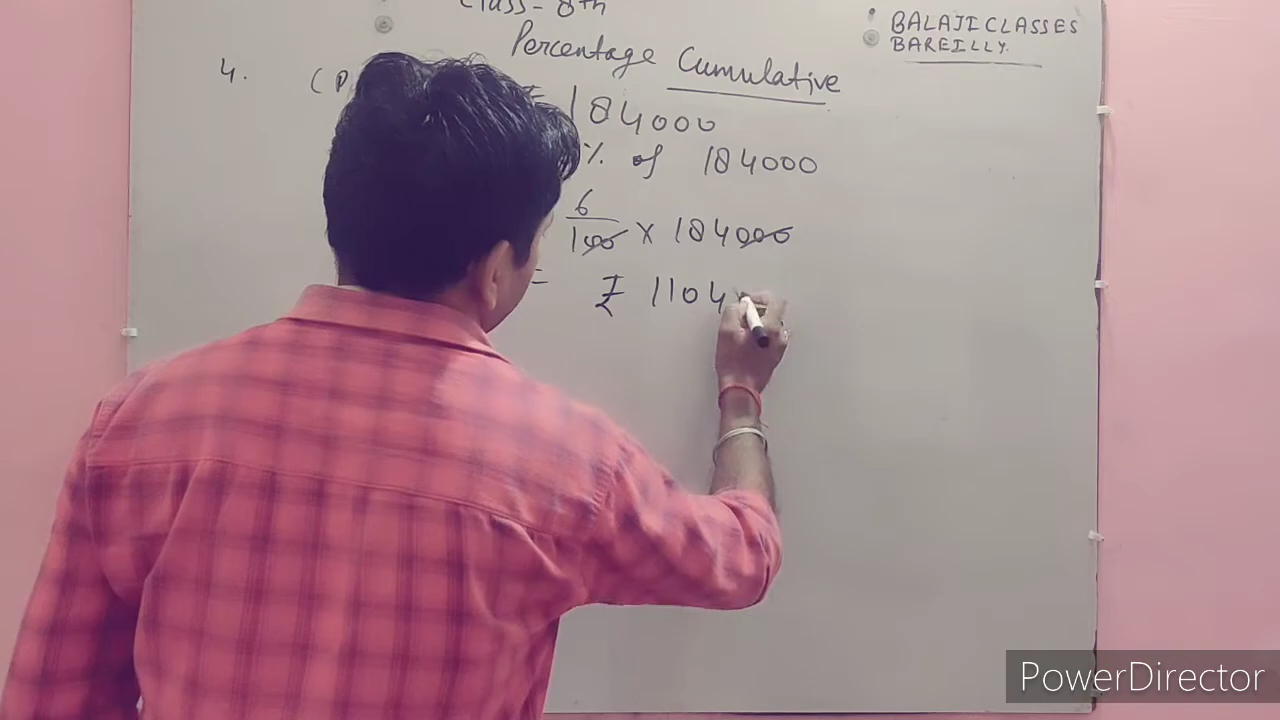 Class- 8th
• BALAJI CLASSES
BAREILLY.
Percentage Cumulative
4.
184000
% of 184000
6/100 × 184000
= ₹ 1104
PowerDirector